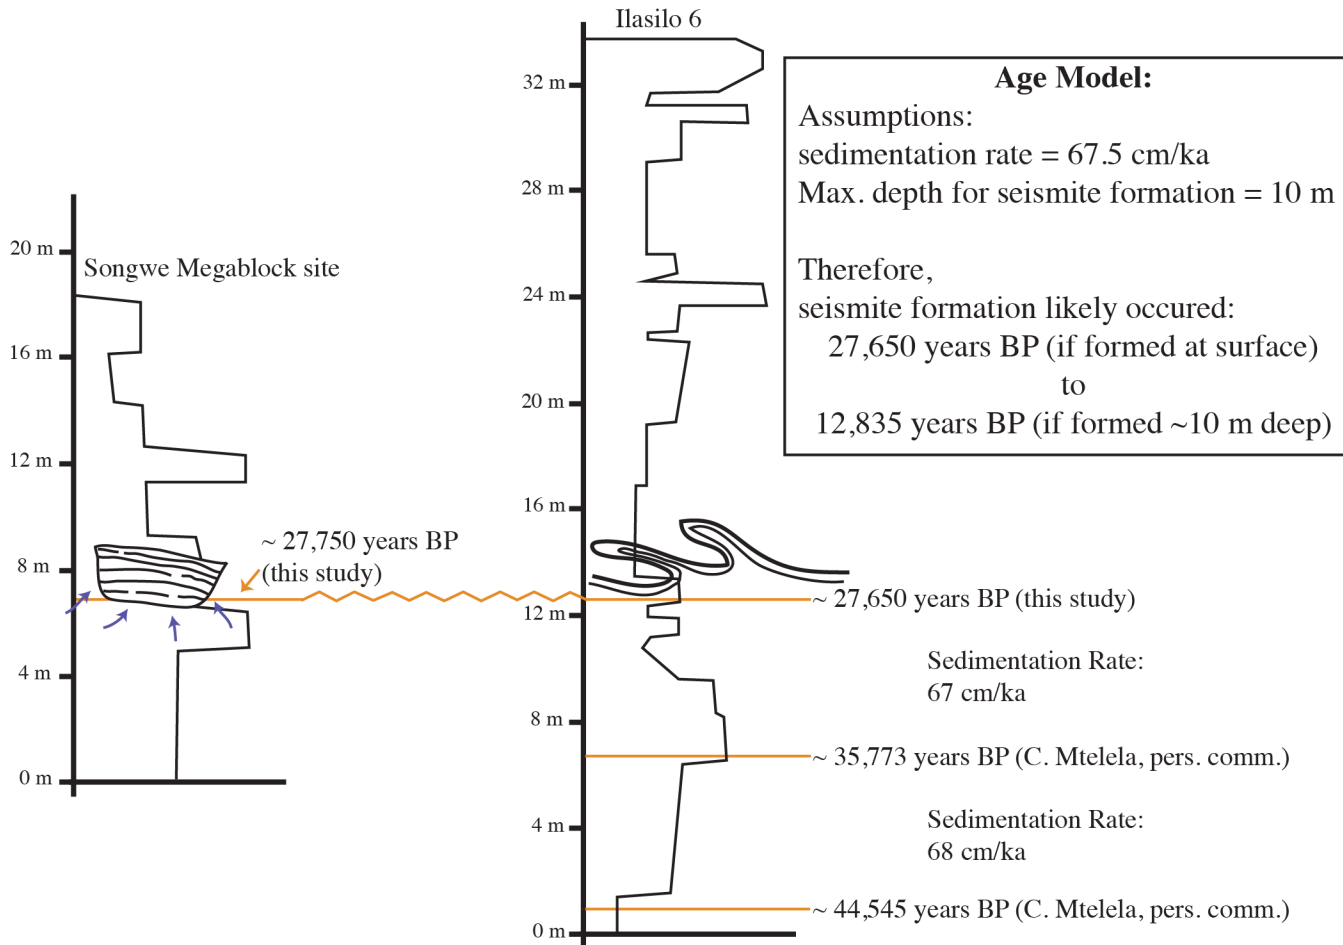 Ilasilo 6
Age Model:
Assumptions:
sedimentation rate = 67.5 cm/ka
Max. depth for seismite formation = 10 m
Therefore,
seismite formation likely occured:
27,650 years BP (if formed at surface)
to
12,835 years BP (if formed ~10 m deep)
Songwe Megablock site
20 m
16 m
12 m
8 m
4 m
0 m
~ 27,750 years BP
(this study)
32 m
28 m
24 m
20 m
16 m
12 m
8 m
4 m
0 m
~ 27,650 years BP (this study)
Sedimentation Rate:
67 cm/ka
~ 35,773 years BP (C. Mtelela, pers. comm.)
Sedimentation Rate:
68 cm/ka
~ 44,545 years BP (C. Mtelela, pers. comm.)